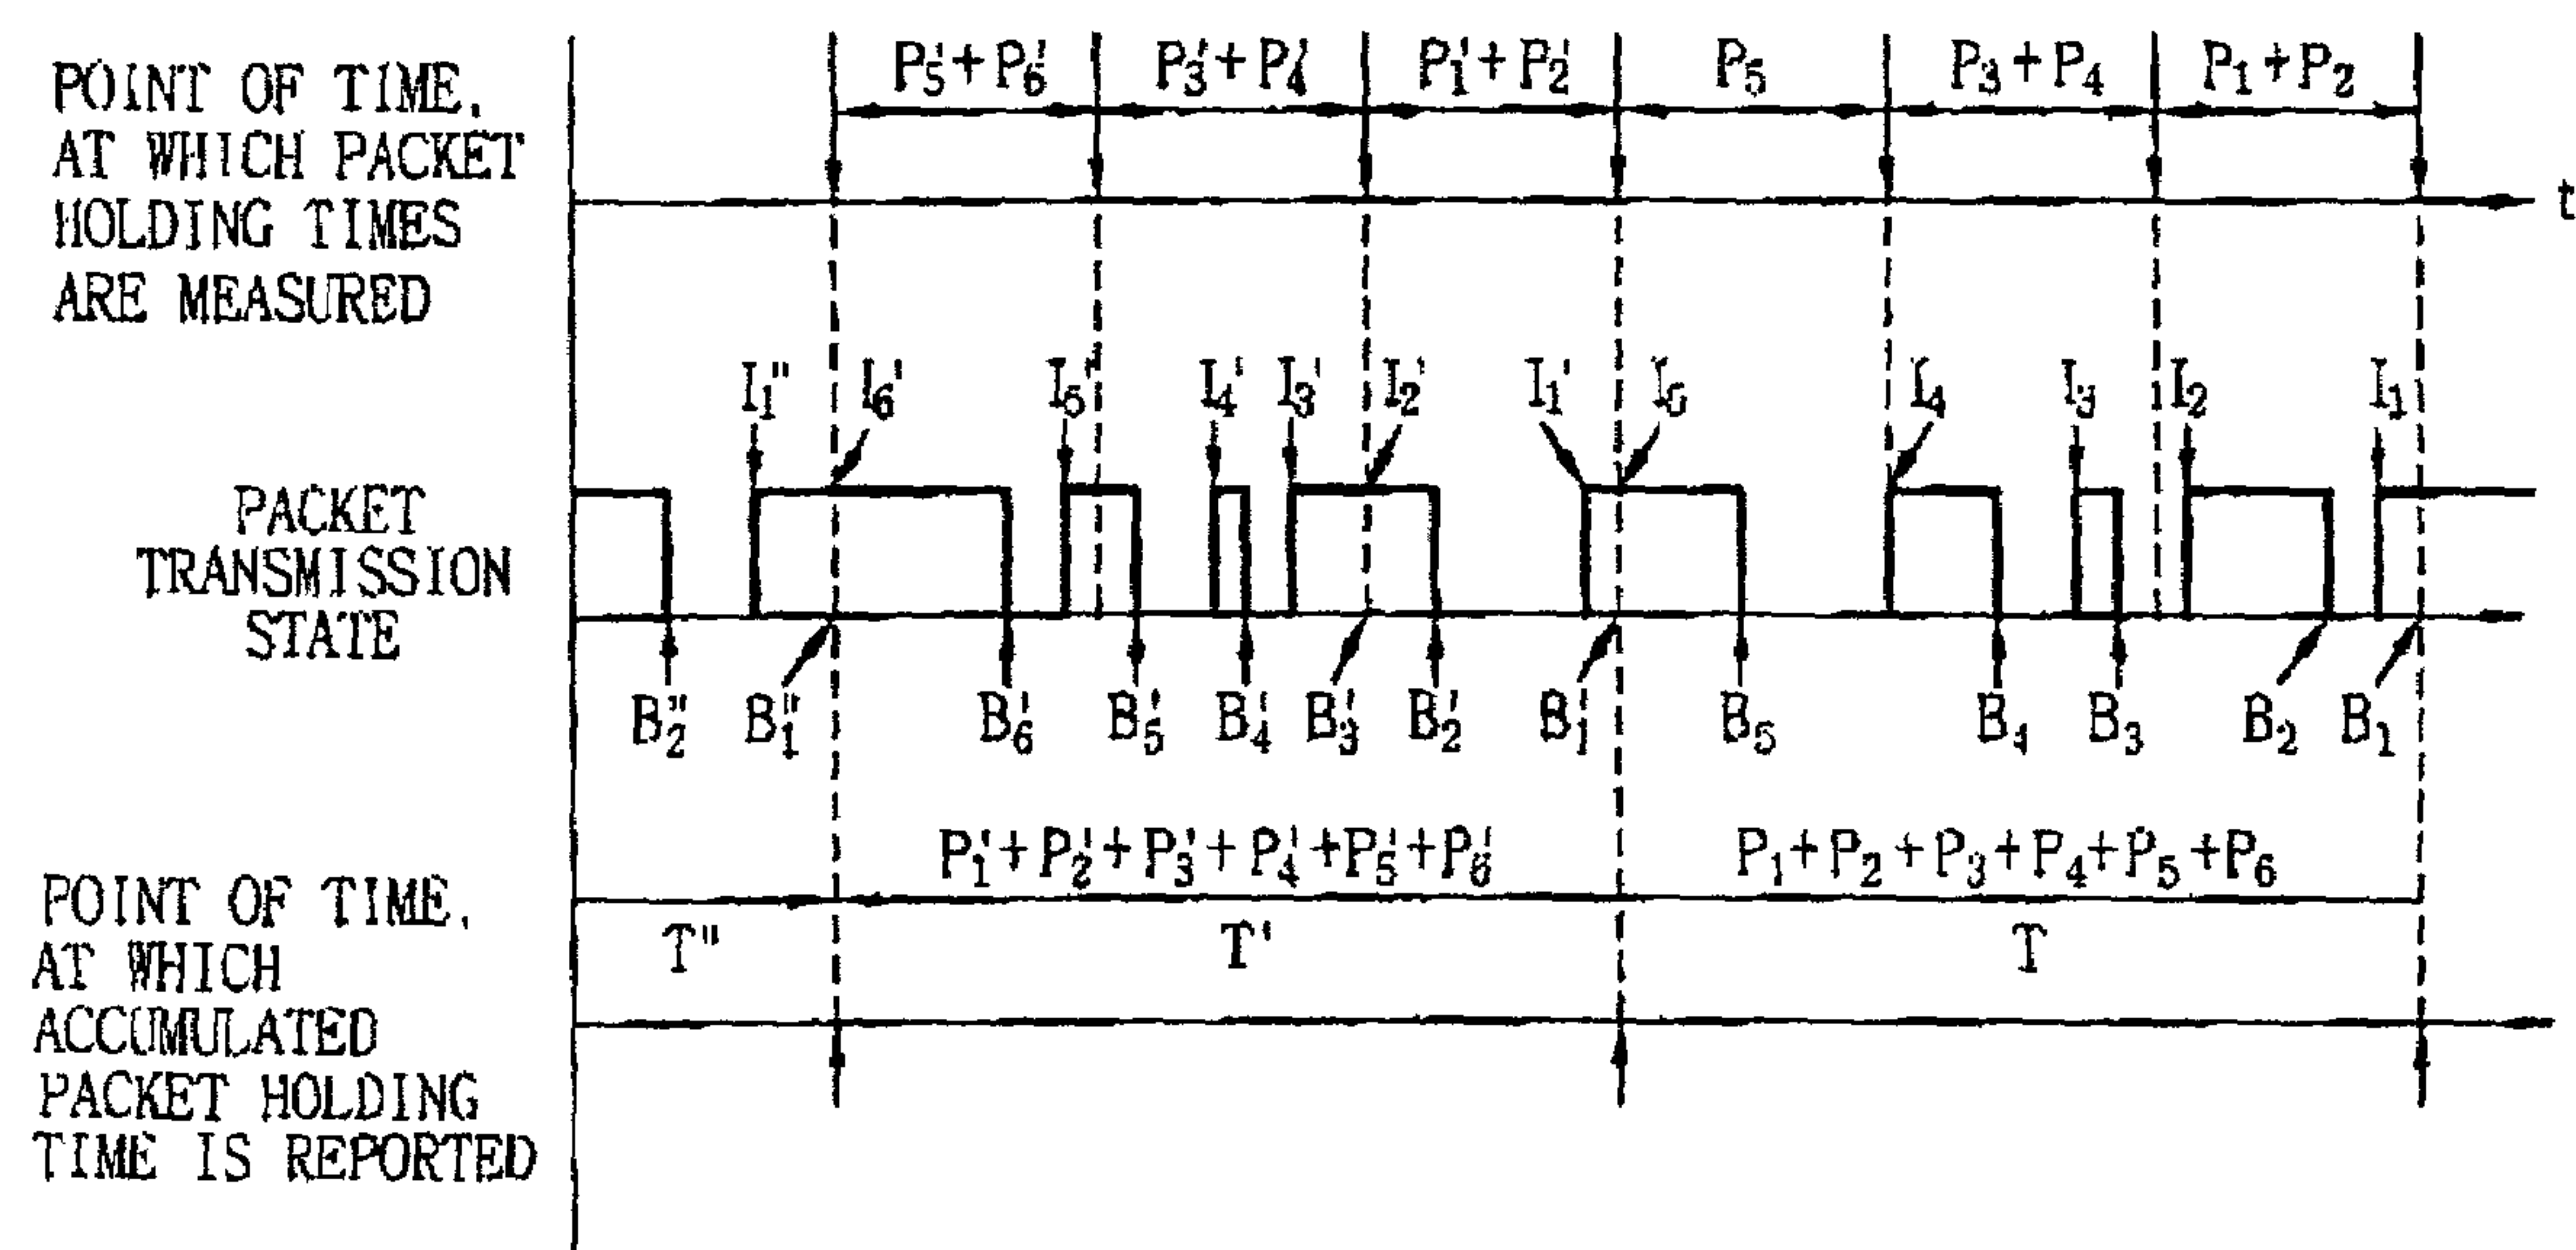 POINT OF TIME,
AT WHICH PACKET
HOLDING TIMES
ARE MEASURED
P₅'+P₆' P₃'+P₄' P₁'+P₂' P₅ P₃+P₄ P₁+P₂
t
I₁" I₆' I₅' I₄' I₃' I₂' I₁' I₄ I₃ I₂ I₁
PACKET
TRANSMISSION
STATE
B₂" B₁" B₆' B₅' B₄' B₃' B₂' B₁' B₅ B₄ B₃ B₂ B₁
P₁'+P₂'+P₃'+P₄'+P₅'+P₆' P₁+P₂+P₃+P₄+P₅+P₆
T" T' T
POINT OF TIME,
AT WHICH
ACCUMULATED
PACKET HOLDING
TIME IS REPORTED